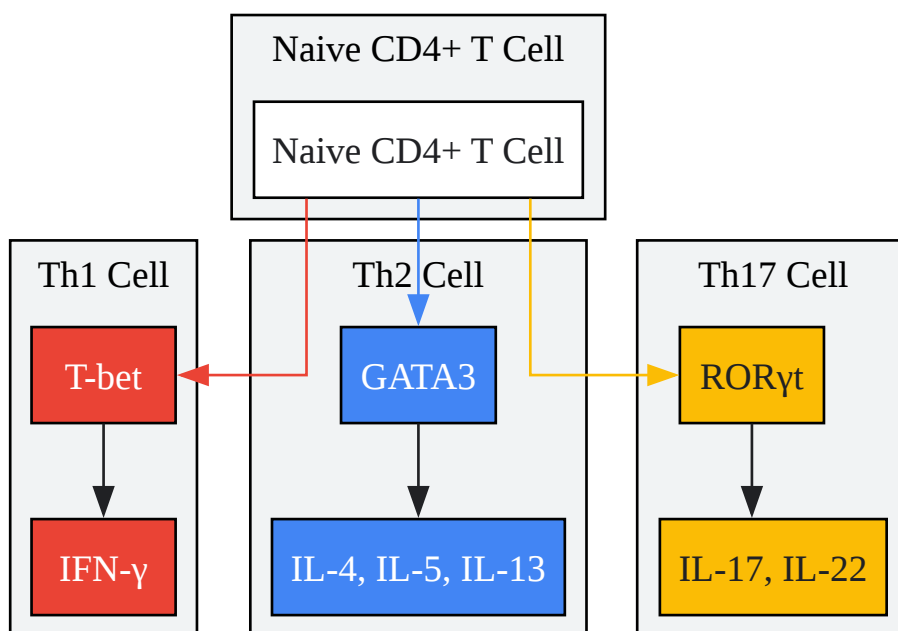 Naive CD4+ T Cell
Naive CD4+ T Cell
Th1 Cell
Th2 Cell
Th17 Cell
T-bet
GATA3
RORγt
IFN-γ
IL-4, IL-5, IL-13
IL-17, IL-22